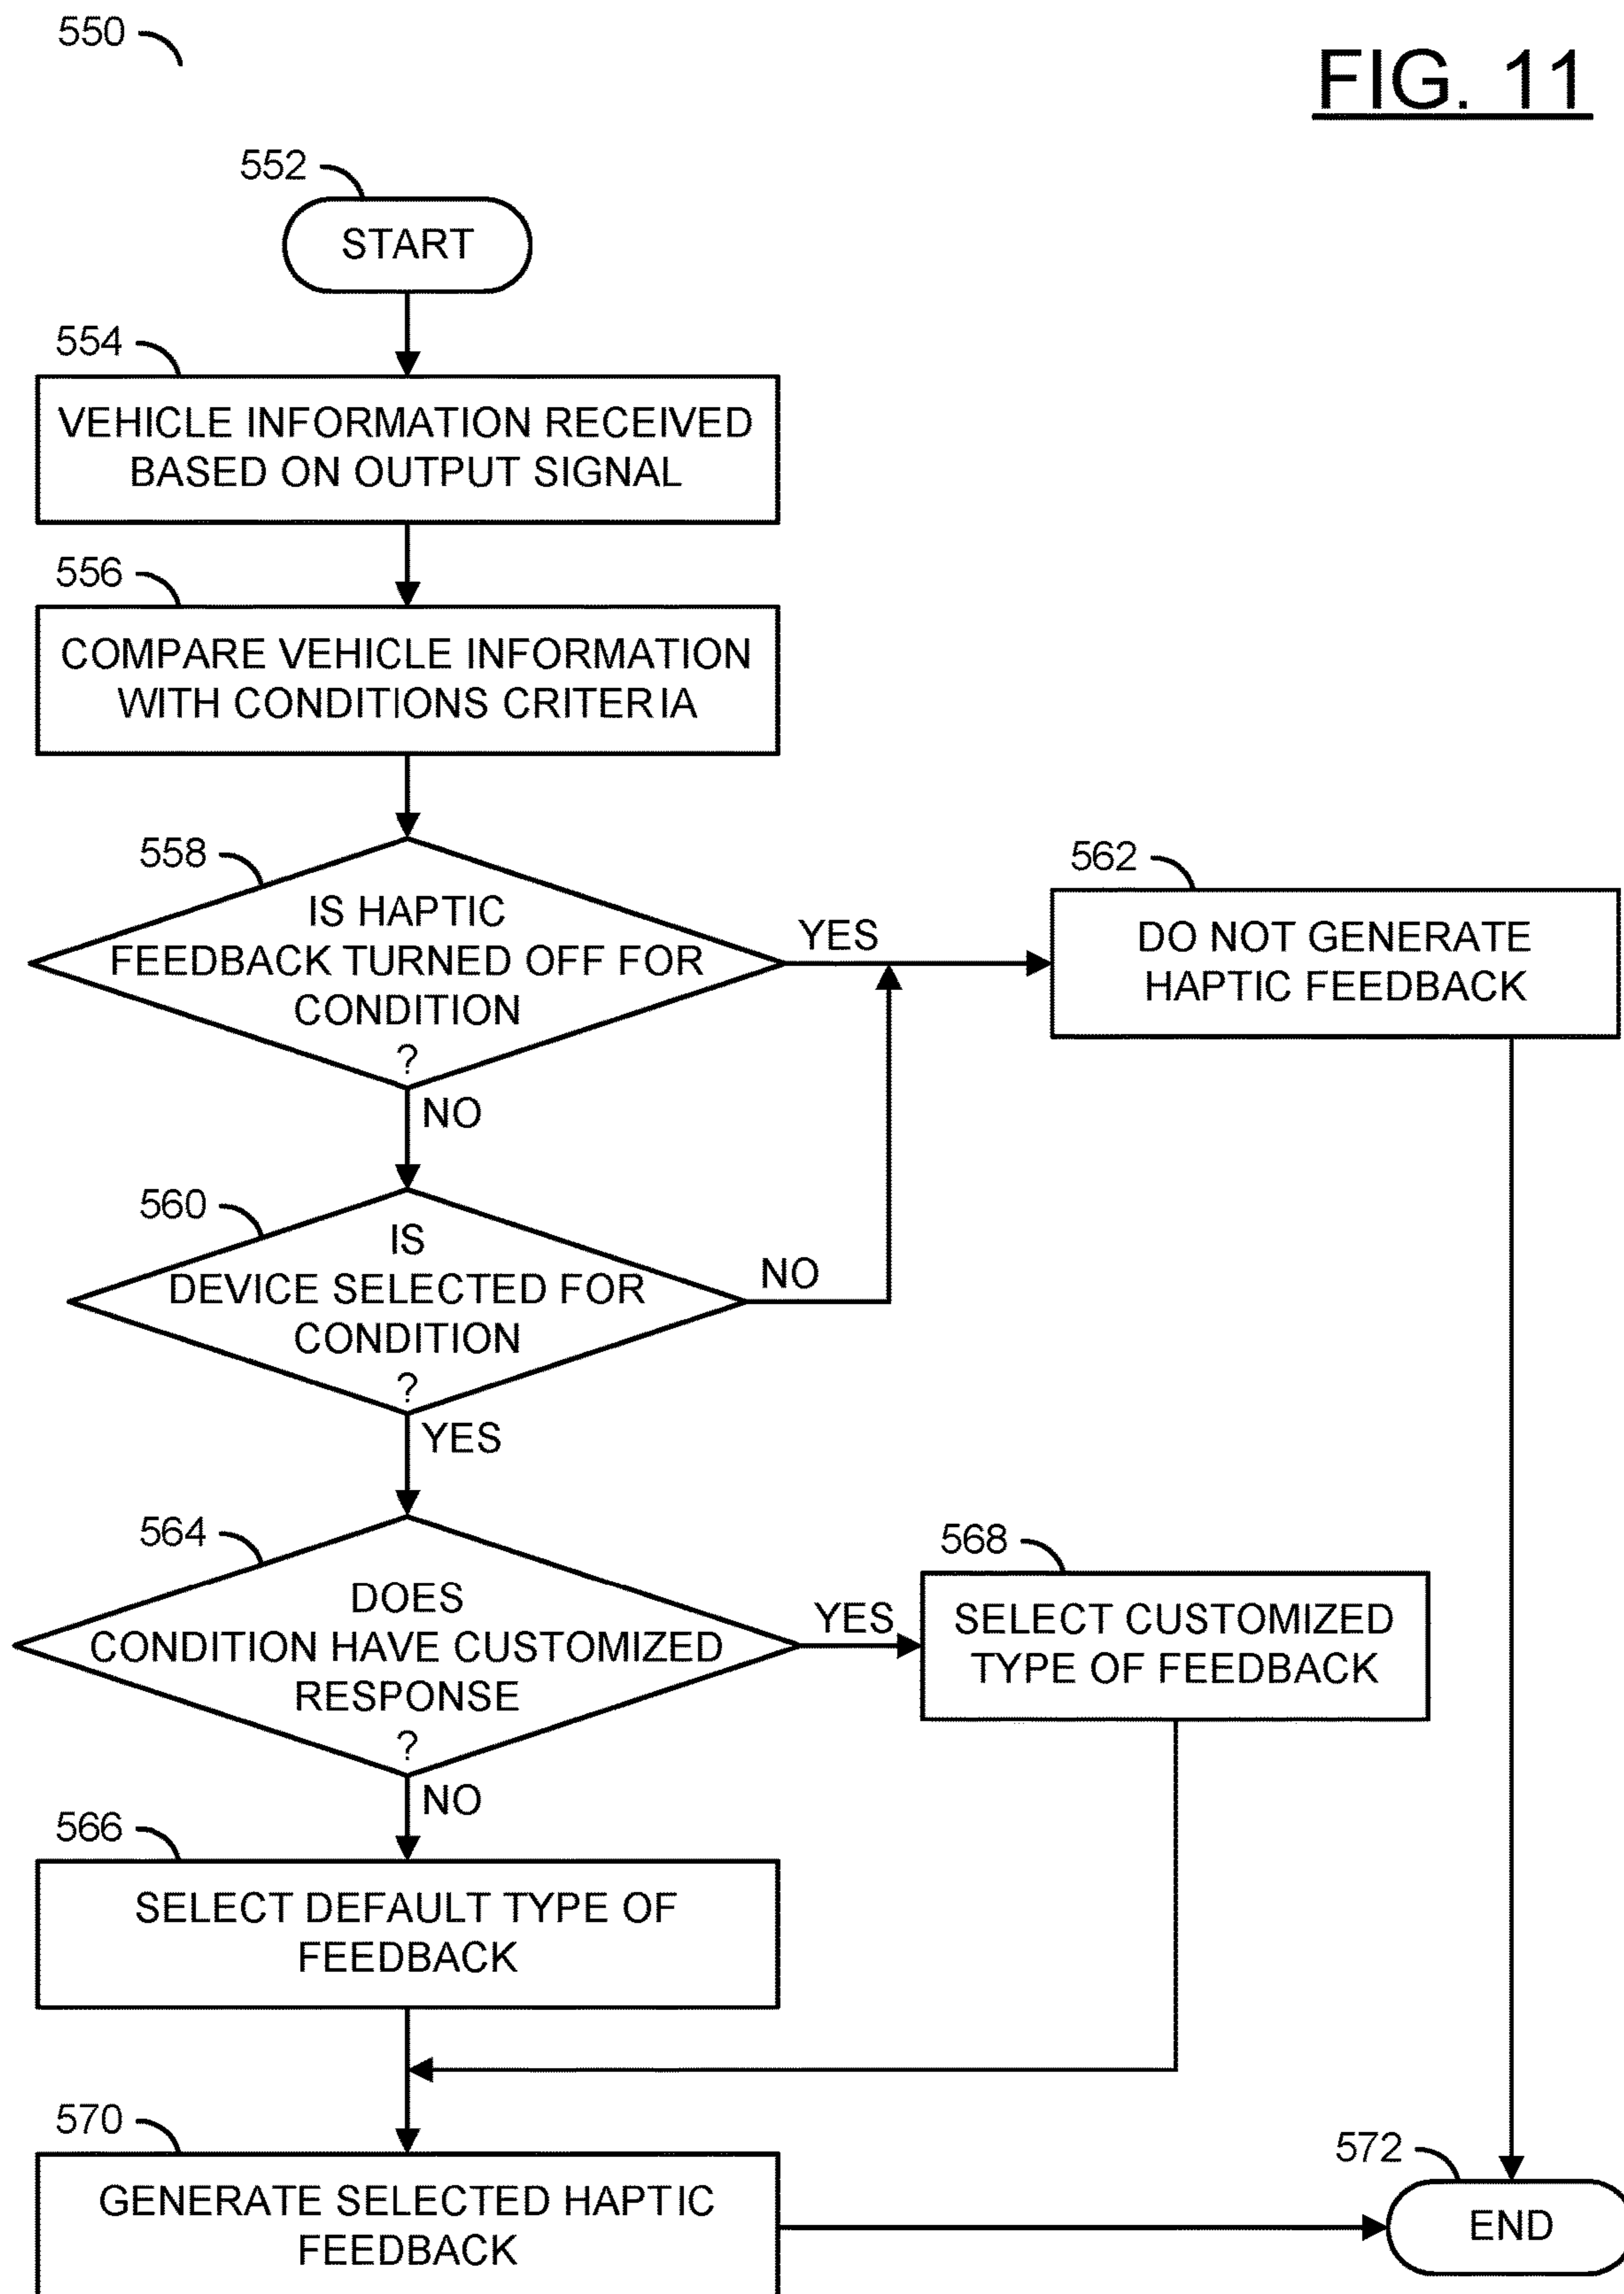 550
FIG. 11
552
START
554
VEHICLE INFORMATION RECEIVED
BASED ON OUTPUT SIGNAL
556
COMPARE VEHICLE INFORMATION
WITH CONDITIONS CRITERIA
558
IS HAPTIC
FEEDBACK TURNED OFF FOR
CONDITION
?
YES
NO
562
DO NOT GENERATE
HAPTIC FEEDBACK
560
IS
DEVICE SELECTED FOR
CONDITION
?
NO
YES
564
DOES
CONDITION HAVE CUSTOMIZED
RESPONSE
?
YES
NO
568
SELECT CUSTOMIZED
TYPE OF FEEDBACK
566
SELECT DEFAULT TYPE OF
FEEDBACK
570
GENERATE SELECTED HAPTIC
FEEDBACK
572
END